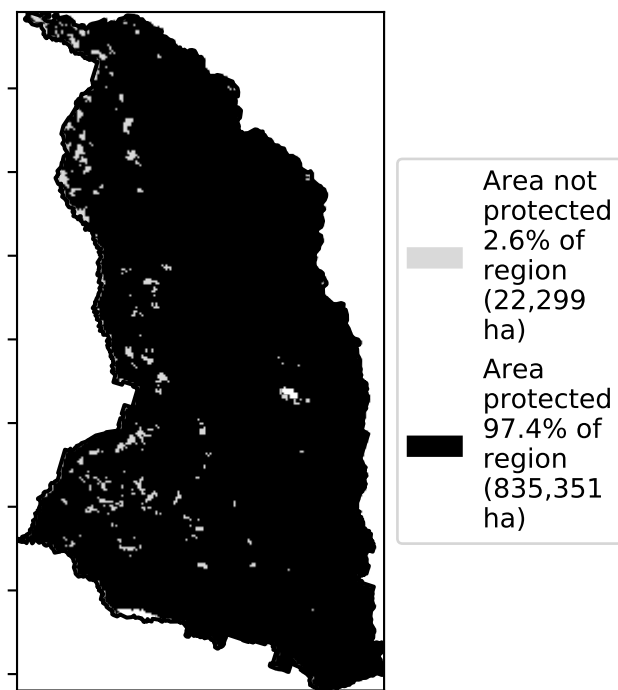 Area not
protected
2.6% of
region
(22,299
ha)
Area
protected
97.4% of
region
(835,351
ha)